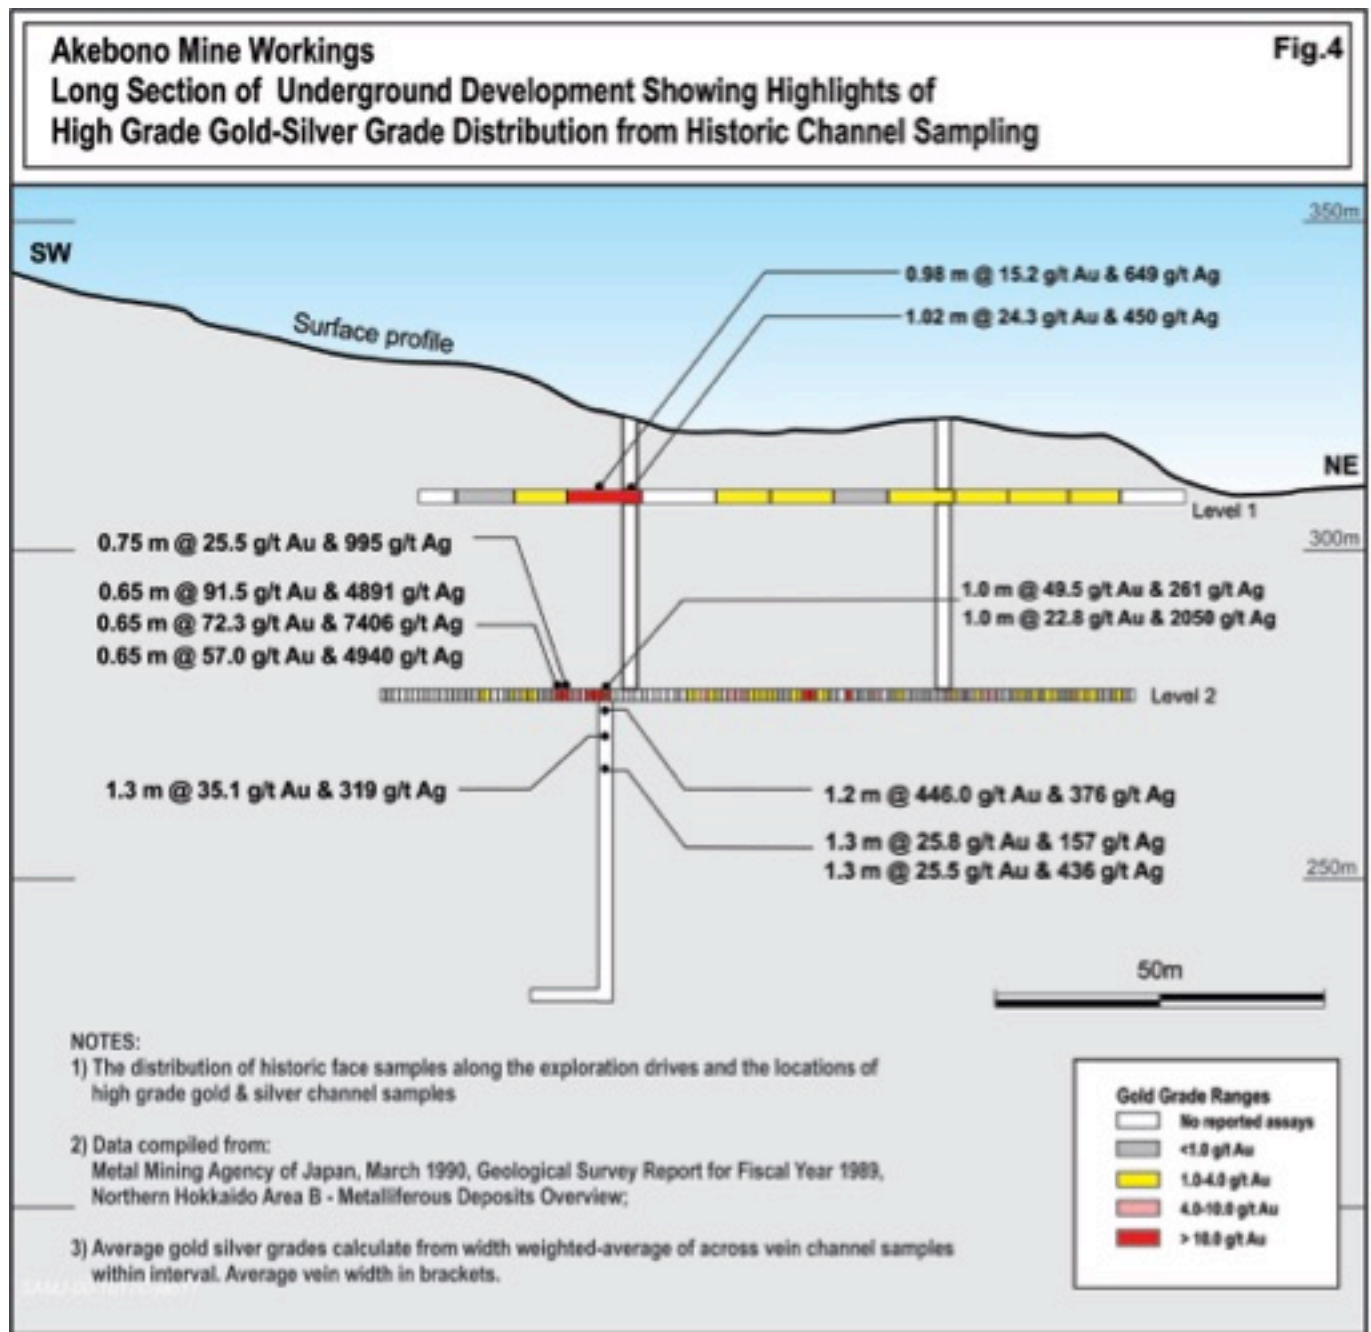 Akebono Mine Workings
Fig.4
Long Section of Underground Development Showing Highlights of
High Grade Gold-Silver Grade Distribution from Historic Channel Sampling
350m
SW
0.98 m @ 15.2 g/t Au & 649 g/t Ag
1.02 m @ 24.3 g/t Au & 450 g/t Ag
Surface profile
NE
Level 1
300m
0.75 m @ 25.5 g/t Au & 995 g/t Ag
0.65 m @ 91.5 g/t Au & 4891 g/t Ag
0.65 m @ 72.3 g/t Au & 7406 g/t Ag
0.65 m @ 57.0 g/t Au & 4940 g/t Ag
1.0 m @ 49.5 g/t Au & 261 g/t Ag
1.0 m @ 22.8 g/t Au & 2050 g/t Ag
Level 2
1.3 m @ 35.1 g/t Au & 319 g/t Ag
1.2 m @ 446.0 g/t Au & 376 g/t Ag
1.3 m @ 25.8 g/t Au & 157 g/t Ag
1.3 m @ 25.5 g/t Au & 436 g/t Ag
250m
50m
NOTES:
1) The distribution of historic face samples along the exploration drives and the locations of
high grade gold & silver channel samples
2) Data compiled from:
Metal Mining Agency of Japan, March 1990, Geological Survey Report for Fiscal Year 1989,
Northern Hokkaido Area B - Metalliferous Deposits Overview;
3) Average gold silver grades calculate from width weighted-average of across vein channel samples
within interval. Average vein width in brackets.
Gold Grade Ranges
No reported assays
<1.0 g/t Au
1.0-4.0 g/t Au
4.0-10.0 g/t Au
> 10.0 g/t Au